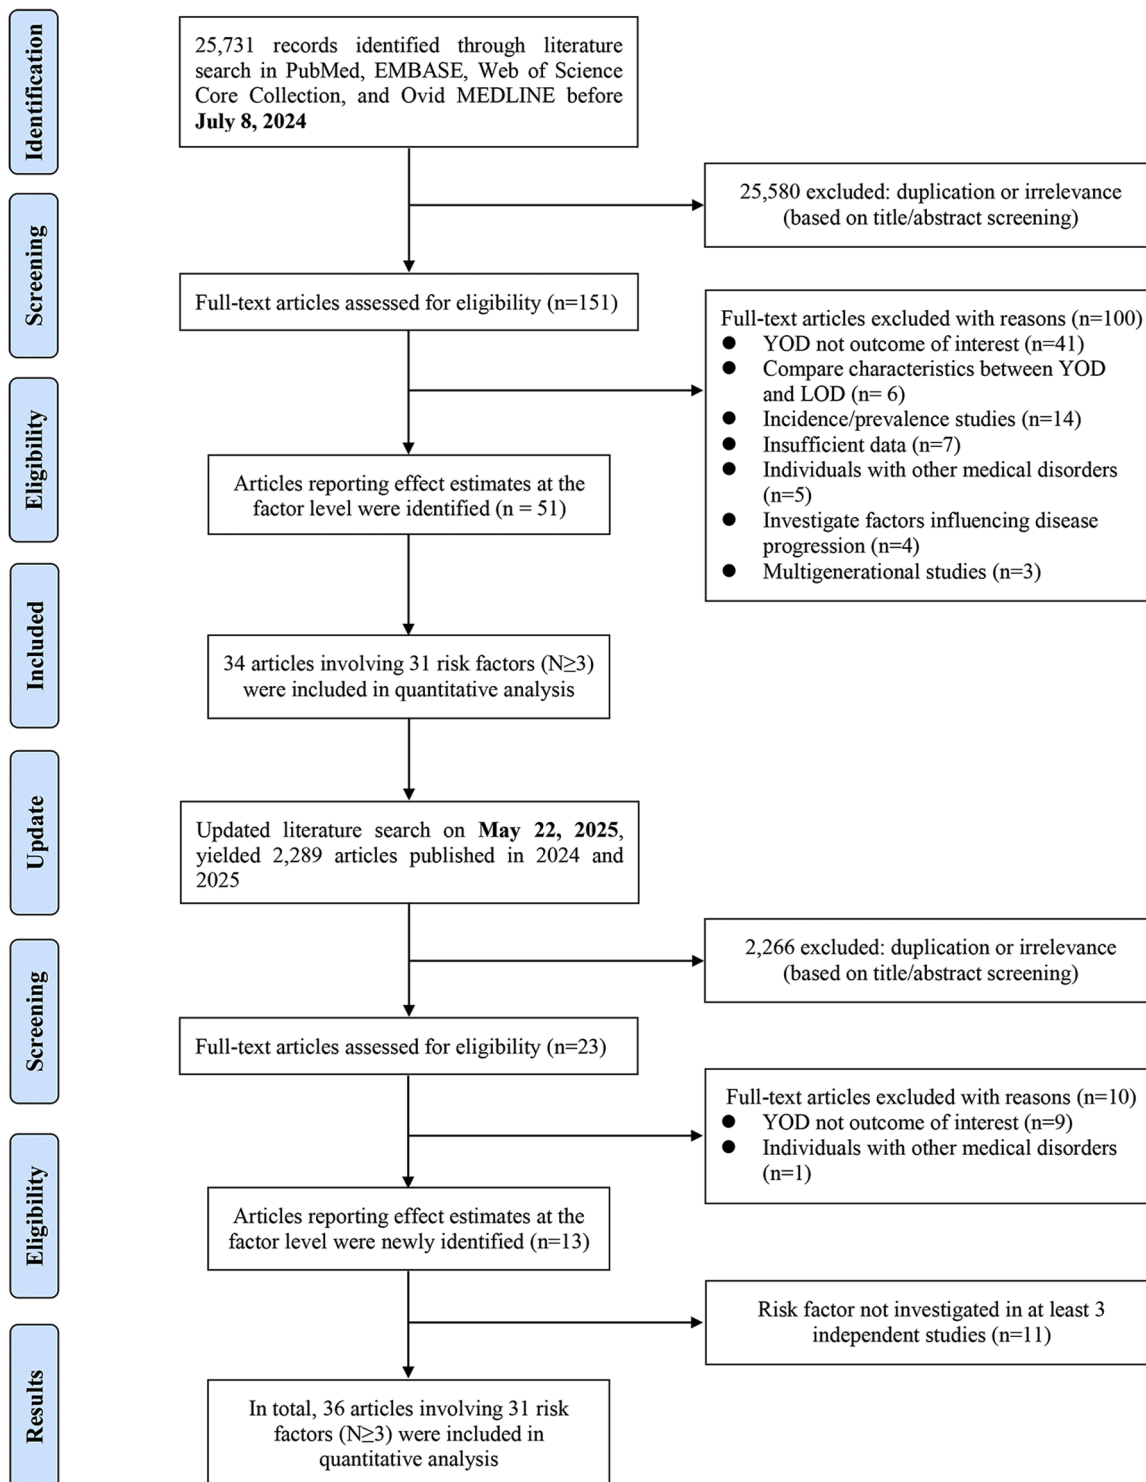 Identification
25,731 records identified through literature
search in PubMed, EMBASE, Web of Science
Core Collection, and Ovid MEDLINE before
July 8, 2024
25,580 excluded: duplication or irrelevance
(based on title/abstract screening)
Screening
Full-text articles assessed for eligibility (n=151)
Full-text articles excluded with reasons (n=100)
● YOD not outcome of interest (n=41)
● Compare characteristics between YOD
and LOD (n= 6)
● Incidence/prevalence studies (n=14)
● Insufficient data (n=7)
● Individuals with other medical disorders
(n=5)
● Investigate factors influencing disease
progression (n=4)
● Multigenerational studies (n=3)
Eligibility
Articles reporting effect estimates at the
factor level were identified (n = 51)
Included
34 articles involving 31 risk factors (N≥3)
were included in quantitative analysis
Update
Updated literature search on May 22, 2025,
yielded 2,289 articles published in 2024 and
2025
2,266 excluded: duplication or irrelevance
(based on title/abstract screening)
Screening
Full-text articles assessed for eligibility (n=23)
Full-text articles excluded with reasons (n=10)
● YOD not outcome of interest (n=9)
● Individuals with other medical disorders
(n=1)
Eligibility
Articles reporting effect estimates at the
factor level were newly identified (n=13)
Risk factor not investigated in at least 3
independent studies (n=11)
Results
In total, 36 articles involving 31 risk
factors (N≥3) were included in
quantitative analysis